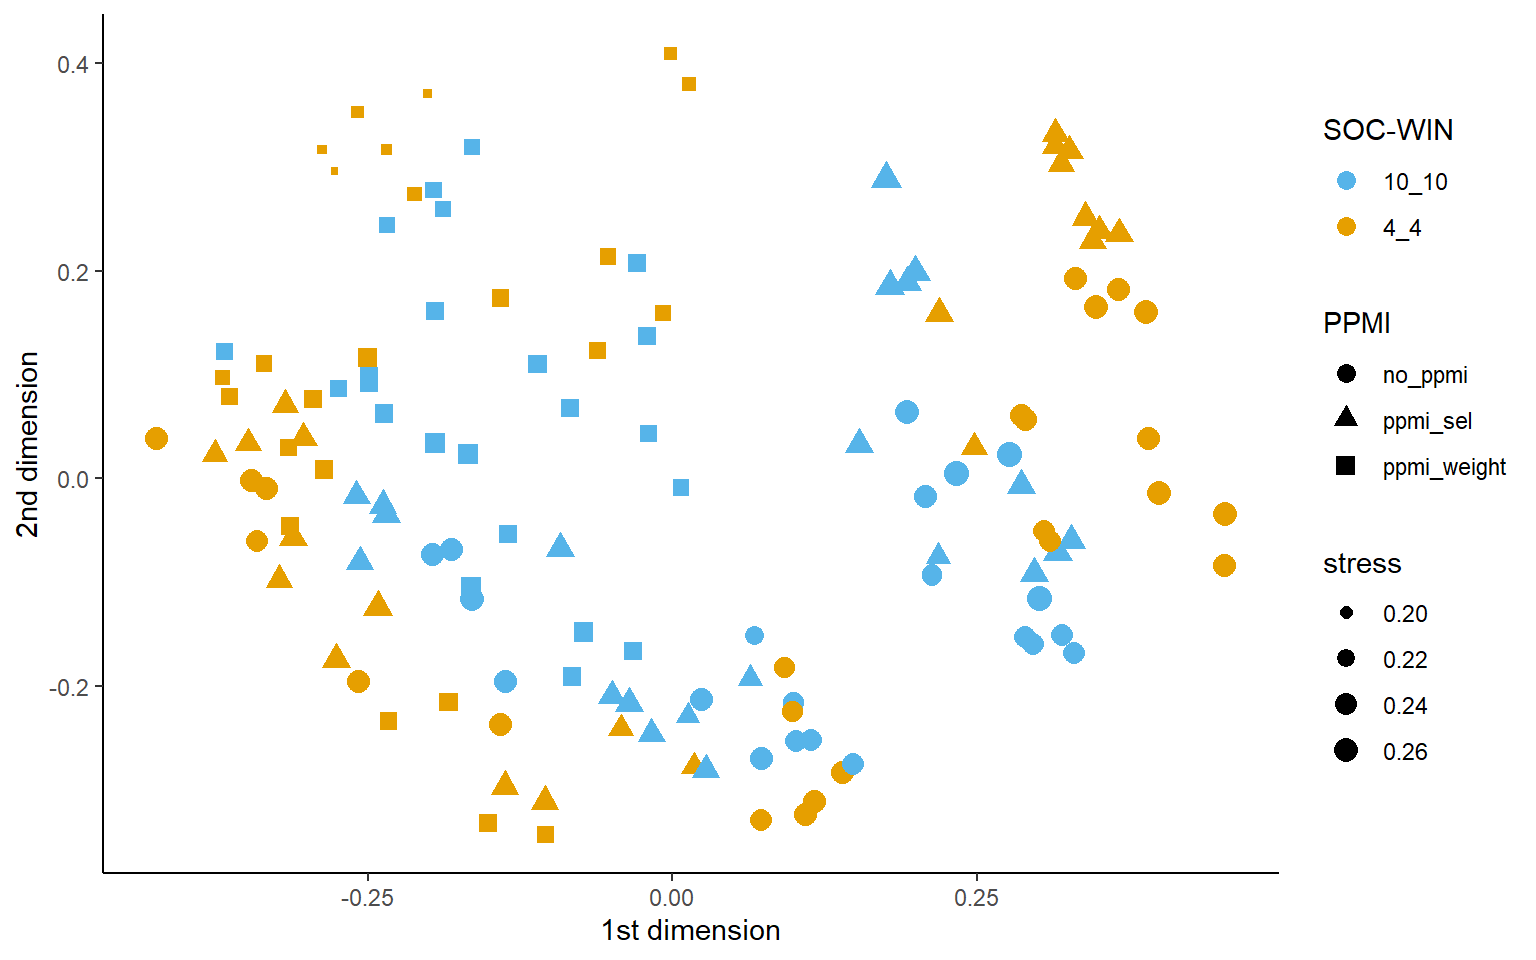 0.4
0.2
0.0
-0.2
2nd dimension
-0.25
0.00
0.25
1st dimension
SOC-WIN
10_10
4_4
PPMI
no_ppmi
ppmi_sel
ppmi_weight
stress
0.20
0.22
0.24
0.26